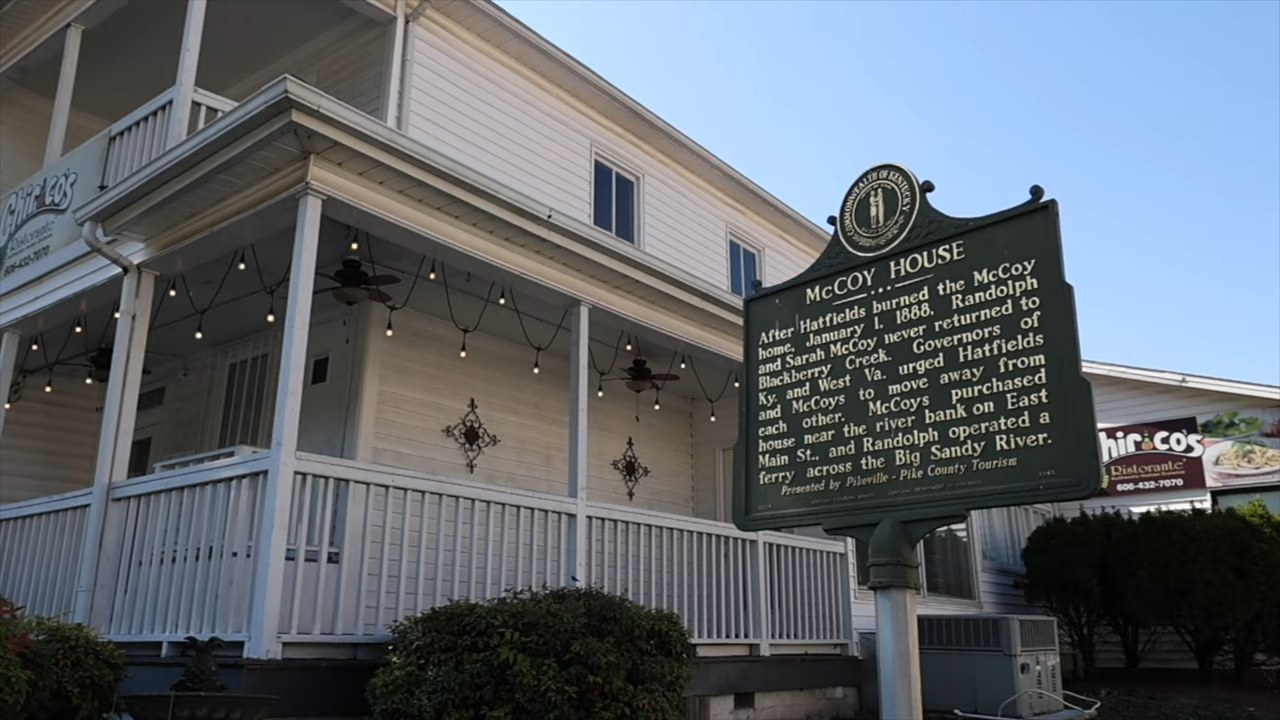 Chirico's
Ristorante
606-432-7070
COMMONWEALTH OF KENTUCKY
McCOY HOUSE
After Hatfields burned the McCoy
home, January 1, 1888, Randolph
and Sarah McCoy never returned to
Blackberry Creek. Governors of
Ky. and West Va. urged Hatfields
and McCoys to move away from
each other. McCoys purchased
house near the river bank on East
Main St., and Randolph operated a
ferry across the Big Sandy River.
Presented by Pikeville - Pike County Tourism
Chirico's
Ristorante
606-432-7070